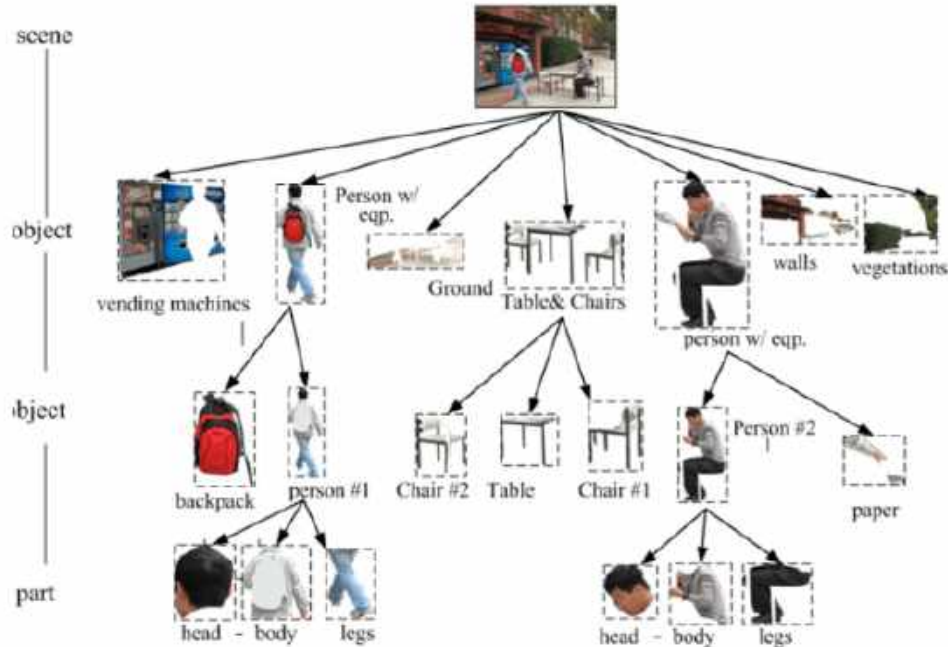 scene
Person w/
eqp.
object
walls
vegetations
vending machines
Ground
Table& Chairs
person w/ eqp.
object
Person #2
backpack
person #1
Chair #2
Table
Chair #1
paper
part
head - body
legs
head - body
legs